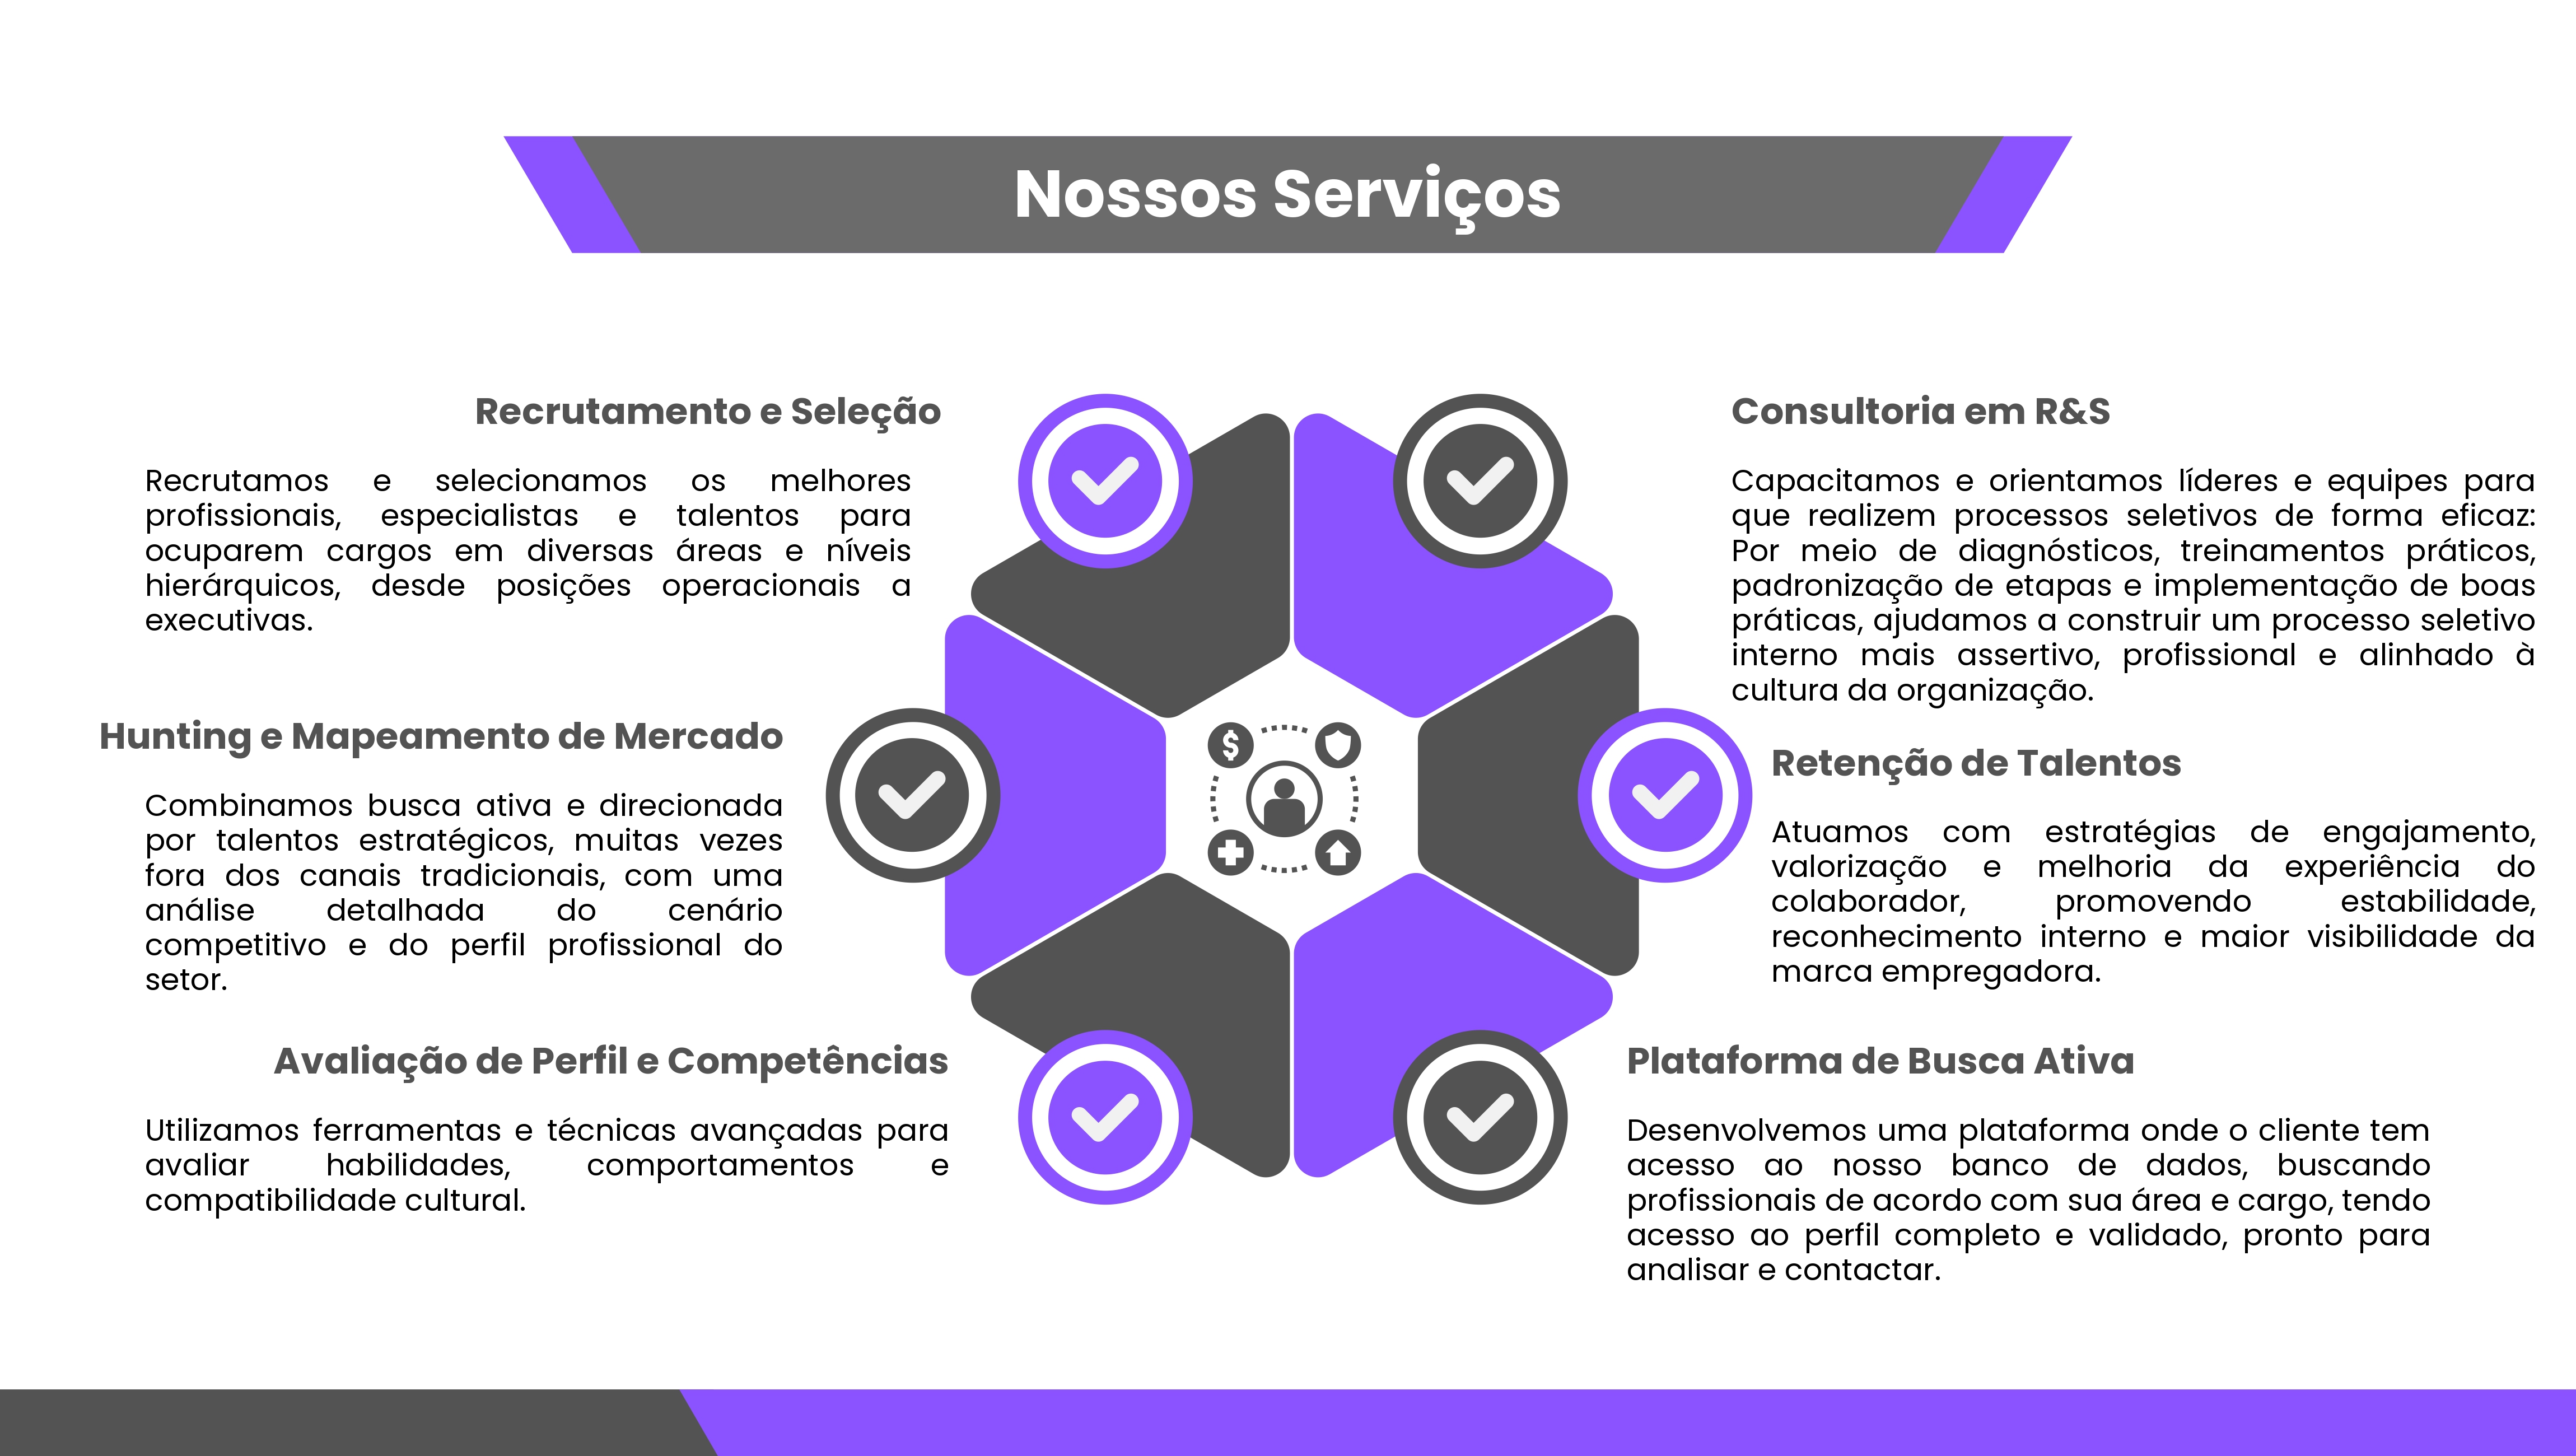 Nossos Serviços
Recrutamento e Seleção
Recrutamos e selecionamos os melhores
profissionais, especialistas e talentos para
ocuparem cargos em diversas áreas e níveis
hierárquicos, desde posições operacionais a
executivas.
Hunting e Mapeamento de Mercado
Combinamos busca ativa e direcionada
por talentos estratégicos, muitas vezes
fora dos canais tradicionais, com uma
análise detalhada do cenário
competitivo e do perfil profissional do
setor.
Avaliação de Perfil e Competências
Utilizamos ferramentas e técnicas avançadas para
avaliar habilidades, comportamentos e
compatibilidade cultural.
Consultoria em R&S
Capacitamos e orientamos líderes e equipes para
que realizem processos seletivos de forma eficaz:
Por meio de diagnósticos, treinamentos práticos,
padronização de etapas e implementação de boas
práticas, ajudamos a construir um processo seletivo
interno mais assertivo, profissional e alinhado à
cultura da organização.
Retenção de Talentos
Atuamos com estratégias de engajamento,
valorização e melhoria da experiência do
colaborador, promovendo estabilidade,
reconhecimento interno e maior visibilidade da
marca empregadora.
Plataforma de Busca Ativa
Desenvolvemos uma plataforma onde o cliente tem
acesso ao nosso banco de dados, buscando
profissionais de acordo com sua área e cargo, tendo
acesso ao perfil completo e validado, pronto para
analisar e contactar.